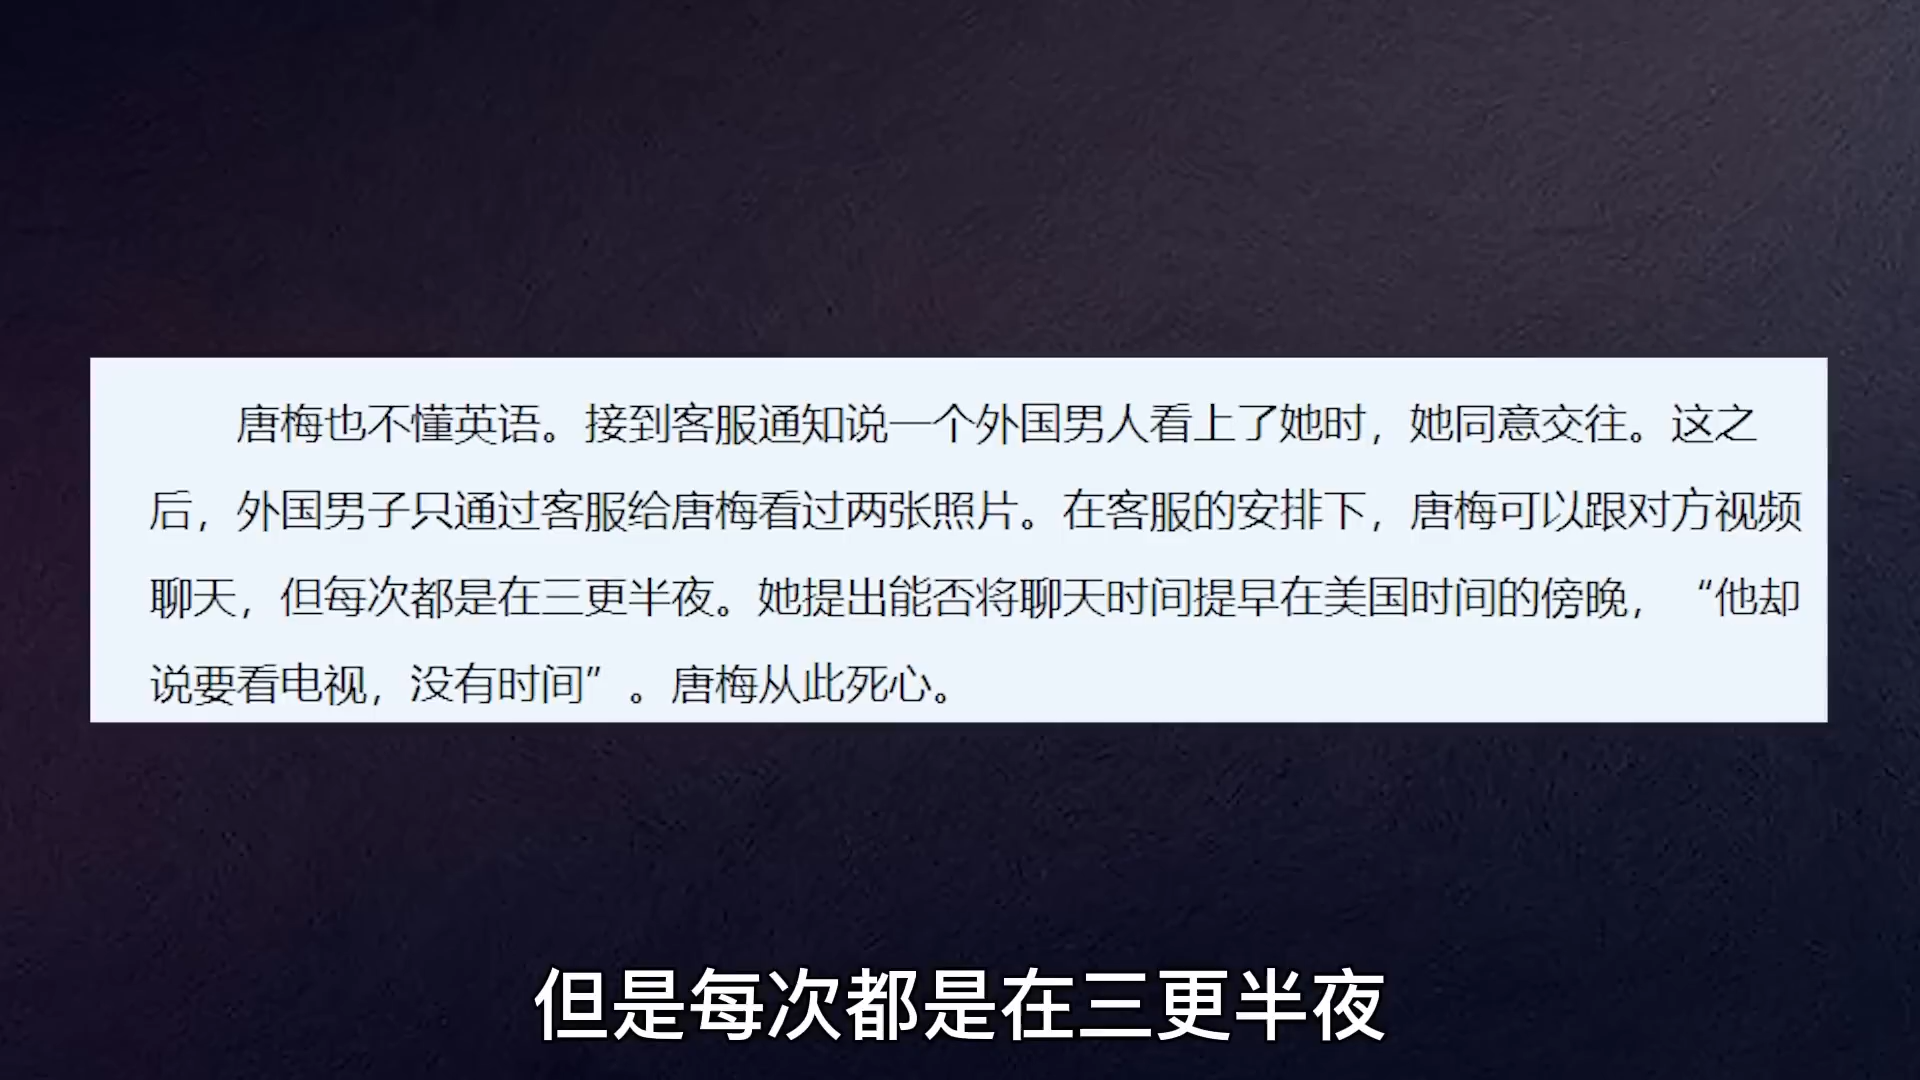 唐梅也不懂英语。接到客服通知说一个外国男人看上了她时，她同意交往。这之
后，外国男子只通过客服给唐梅看过两张照片。在客服的安排下，唐梅可以跟对方视频
聊天，但每次都是在三更半夜。她提出能否将聊天时间提早在美国时间的傍晚，“他却
说要看电视，没有时间”。唐梅从此死心。
但是每次都是在三更半夜